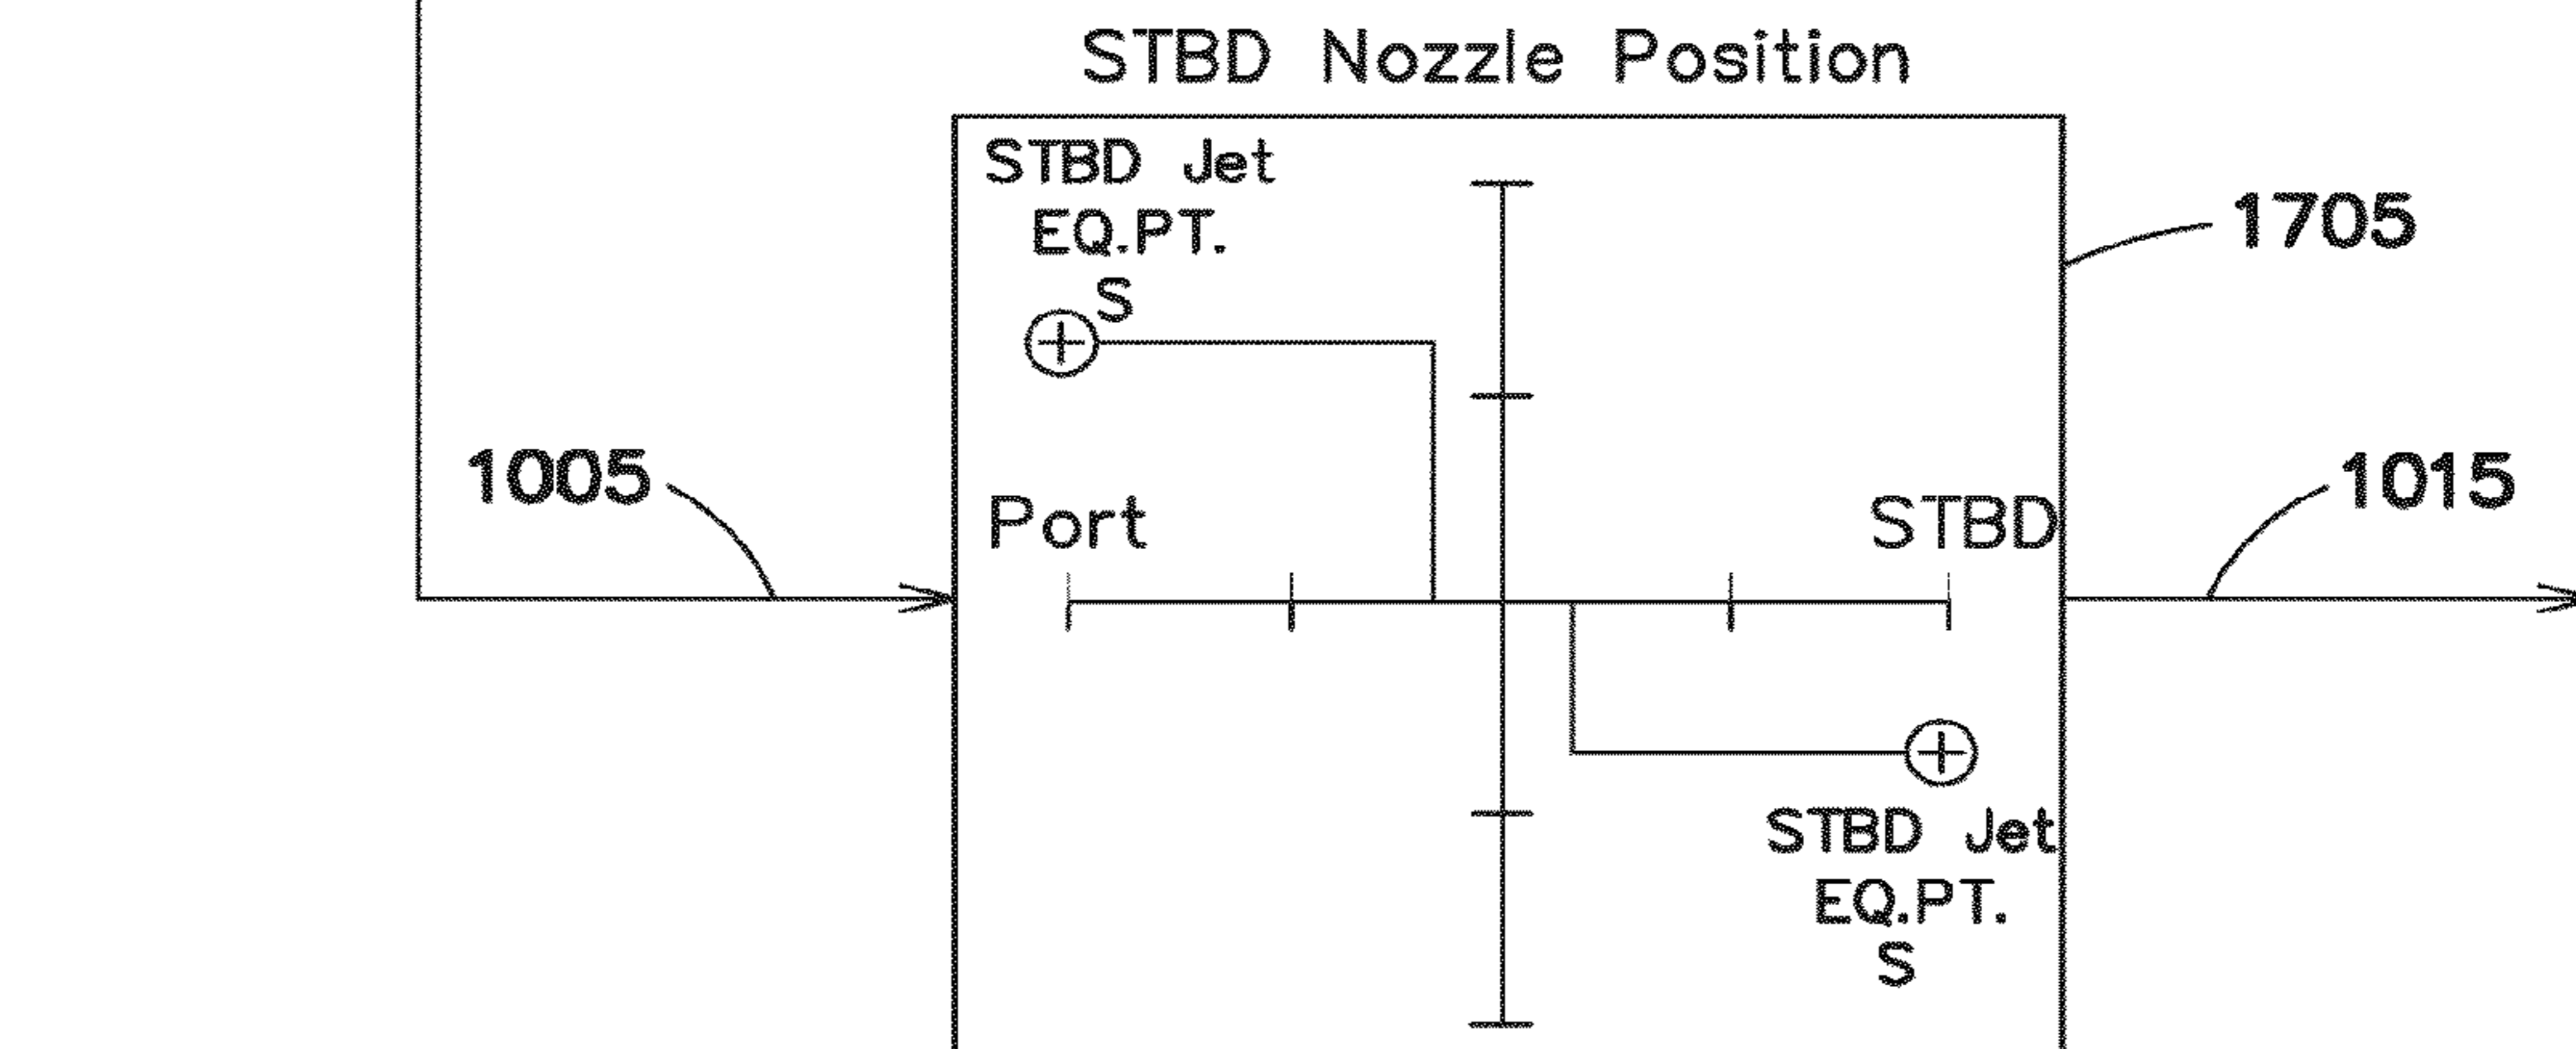 STBD Nozzle Position
STBD Jet
EQ.PT.
S
1705
1005
Port
STBD
1015
STBD Jet
EQ.PT.
S